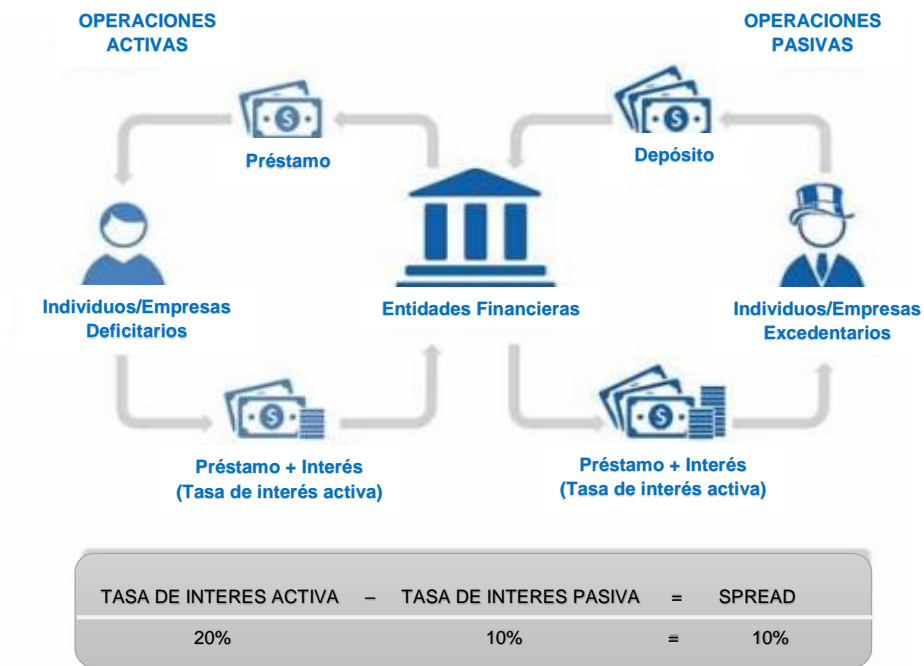 OPERACIONES
ACTIVAS
OPERACIONES
PASIVAS
Préstamo
Depósito
Individuos/Empresas
Deficitarios
Entidades Financieras
Individuos/Empresas
Excedentarios
Préstamo + Interés
(Tasa de interés activa)
Préstamo + Interés
(Tasa de interés activa)
TASA DE INTERES ACTIVA – TASA DE INTERES PASIVA = SPREAD
20% 10% = 10%